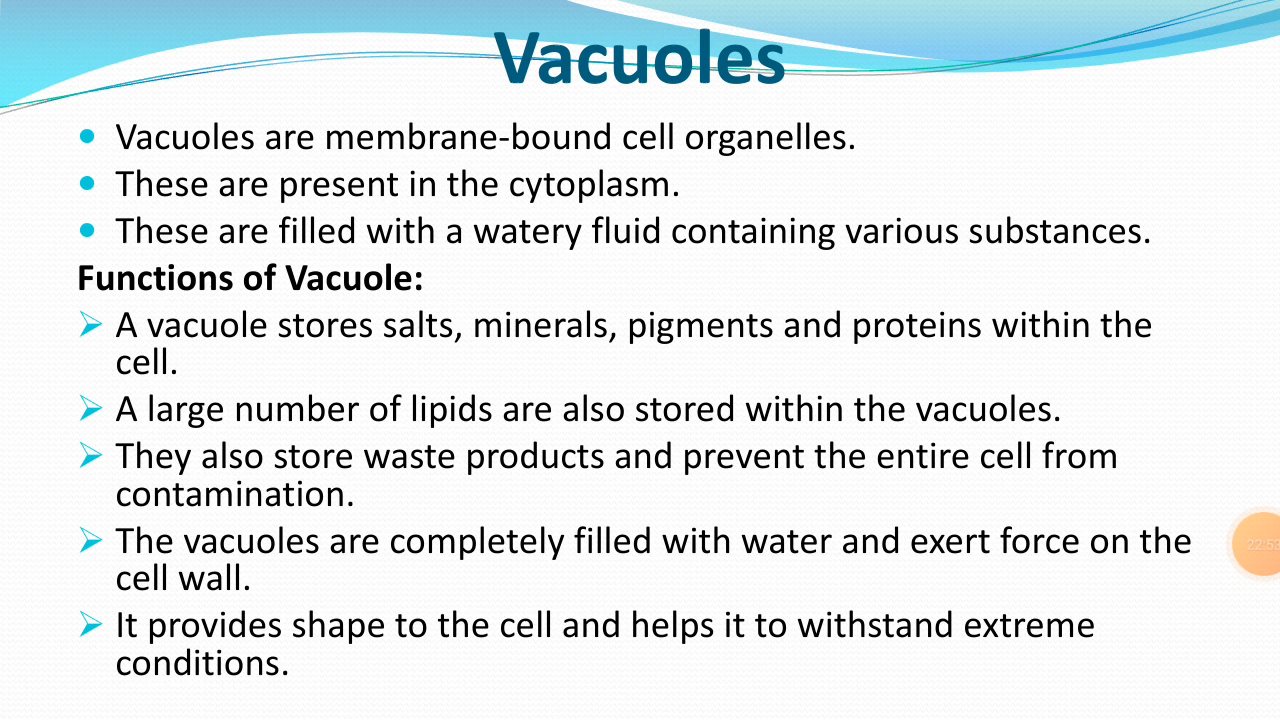 Vacuoles
• Vacuoles are membrane-bound cell organelles.
• These are present in the cytoplasm.
• These are filled with a watery fluid containing various substances.
Functions of Vacuole:
➢ A vacuole stores salts, minerals, pigments and proteins within the
cell.
➢ A large number of lipids are also stored within the vacuoles.
➢ They also store waste products and prevent the entire cell from
contamination.
➢ The vacuoles are completely filled with water and exert force on the
cell wall.
➢ It provides shape to the cell and helps it to withstand extreme
conditions.
22:53